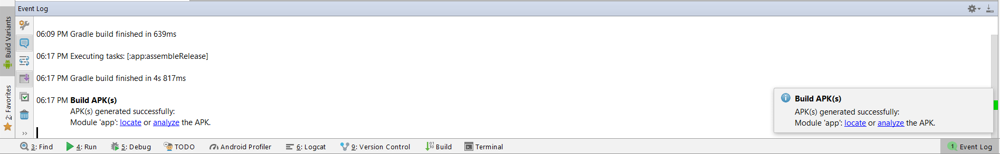 Event Log
Build Variants
2: Favorites
06:09 PM Gradle build finished in 639ms
06:17 PM Executing tasks: [:app:assembleRelease]
06:17 PM Gradle build finished in 4s 817ms
06:17 PM Build APK(s)
APK(s) generated successfully:
Module 'app': locate or analyze the APK.
Build APK(s)
APK(s) generated successfully:
Module 'app': locate or analyze the APK.
3: Find 4: Run 5: Debug TODO Android Profiler 6: Logcat 9: Version Control Build Terminal 1 Event Log